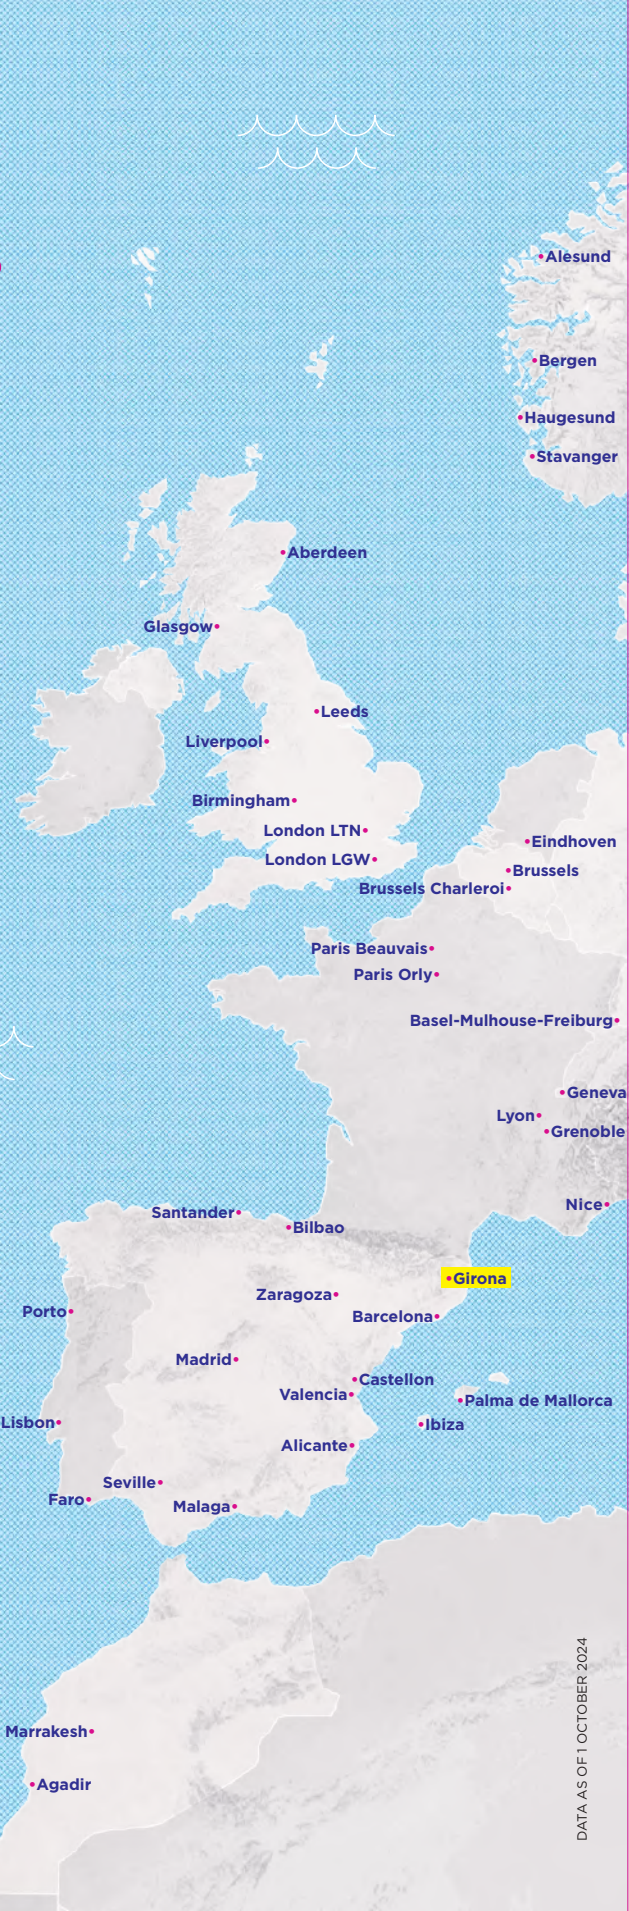 Alesund
Bergen
Haugesund
Stavanger
Aberdeen
Glasgow
Leeds
Liverpool
Birmingham
London LTN
London LGW
Eindhoven
Brussels
Brussels Charleroi
Paris Beauvais
Paris Orly
Basel-Mulhouse-Freiburg
Geneva
Lyon
Grenoble
Nice
Santander
Bilbao
Girona
Zaragoza
Porto
Barcelona
Madrid
Castellon
Valencia
Palma de Mallorca
Lisbon
Ibiza
Alicante
Seville
Faro
Malaga
Marrakesh
Agadir
DATA AS OF 1 OCTOBER 2024